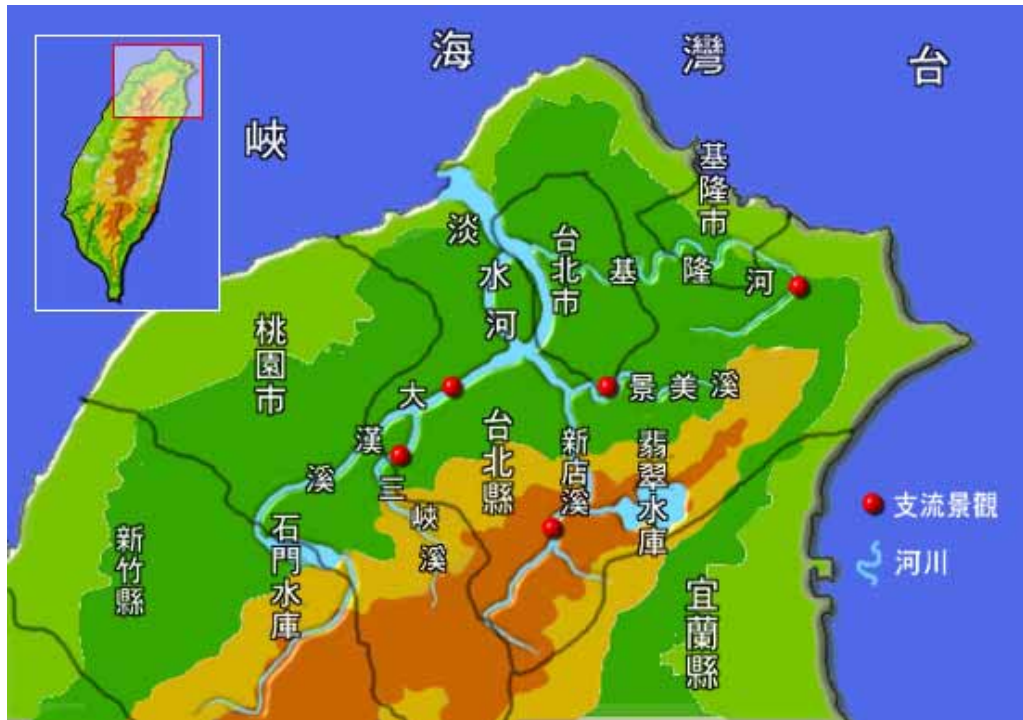 台灣海峽
基隆市
淡水河
台北市
基隆河
桃園市
大漢溪
景美溪
台北縣
新店溪
翡翠水庫
三峽溪
石門水庫
新竹縣
宜蘭縣
支流景觀
河川